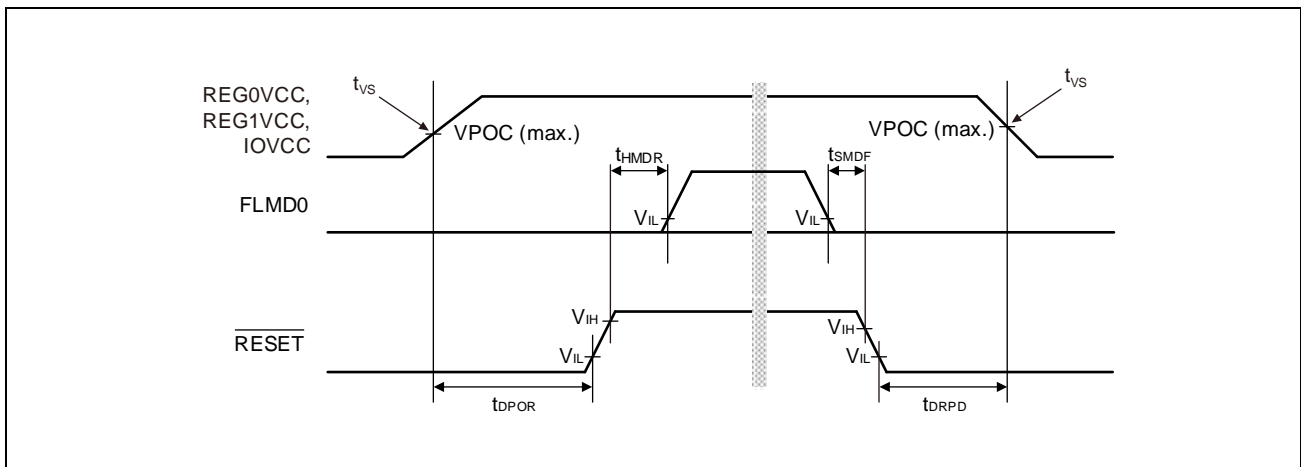 REG0VCC,
REG1VCC,
IOVCC
tVS
VPOC (max.)
VPOC (max.)
tVS
tHMDR
tSMDF
FLMD0
VIL
VIL
RESET
VIH
VIL
VIH
VIL
tDPOR
tDRPD